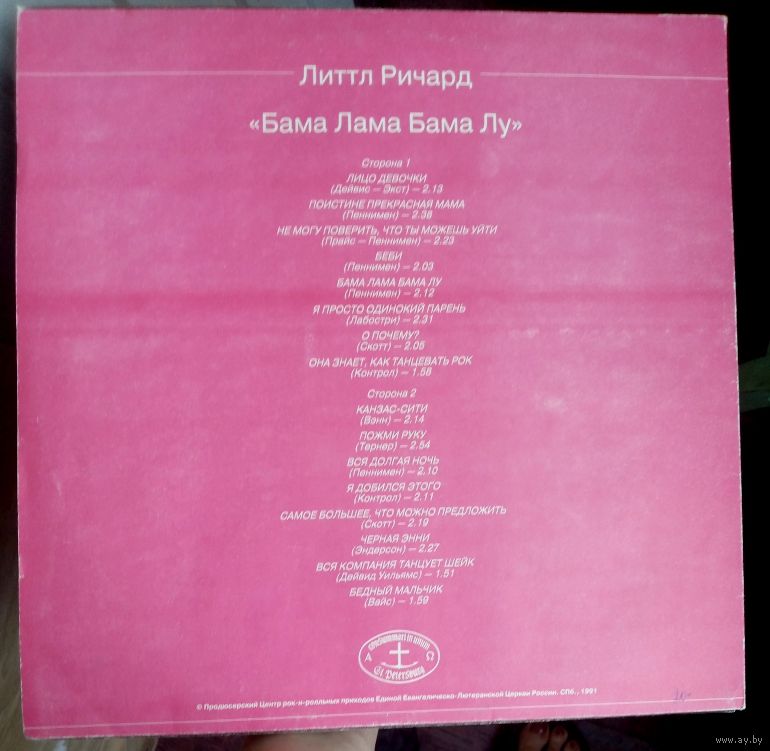 Литтл Ричард
«Бама Лама Бама Лу»
Сторона 1
ЛИЦО ДЕВОЧКИ
(Дейвис — Экст) — 2.13
ПОИСТИНЕ ПРЕКРАСНАЯ МАМА
(Пеннимен) — 2.38
НЕ МОГУ ПОВЕРИТЬ, ЧТО ТЫ МОЖЕШЬ УЙТИ
(Прайс — Пеннимен) — 2.23
БЕБИ
(Пеннимен) — 2.03
БАМА ЛАМА БАМА ЛУ
(Пеннимен) — 2.12
Я ПРОСТО ОДИНОКИЙ ПАРЕНЬ
(Лабостри) — 2.31
О ПОЧЕМУ?
(Скотт) — 2.05
ОНА ЗНАЕТ, КАК ТАНЦЕВАТЬ РОК
(Контрол) — 1.58
Сторона 2
КАНЗАС-СИТИ
(Вэнн) — 2.14
ПОЖМИ РУКУ
(Тернер) — 2.54
ВСЯ ДОЛГАЯ НОЧЬ
(Пеннимен) — 2.10
Я ДОБИЛСЯ ЭТОГО
(Контрол) — 2.11
САМОЕ БОЛЬШЕЕ, ЧТО МОЖНО ПРЕДЛОЖИТЬ
(Скотт) — 2.19
ЧЕРНАЯ ЭННИ
(Эндерсон) — 2.27
ВСЯ КОМПАНИЯ ТАНЦУЕТ ШЕЙК
(Дейвид Уильямс) — 1.51
БЕДНЫЙ МАЛЬЧИК
(Вайс) — 1.59
consummari in unum
Α Ω
St Petersburg
© Продюсерский Центр рок-н-ролльных приходов Единой Евангелическо-Лютеранской Церкви России. СПб., 1991
www.ay.by